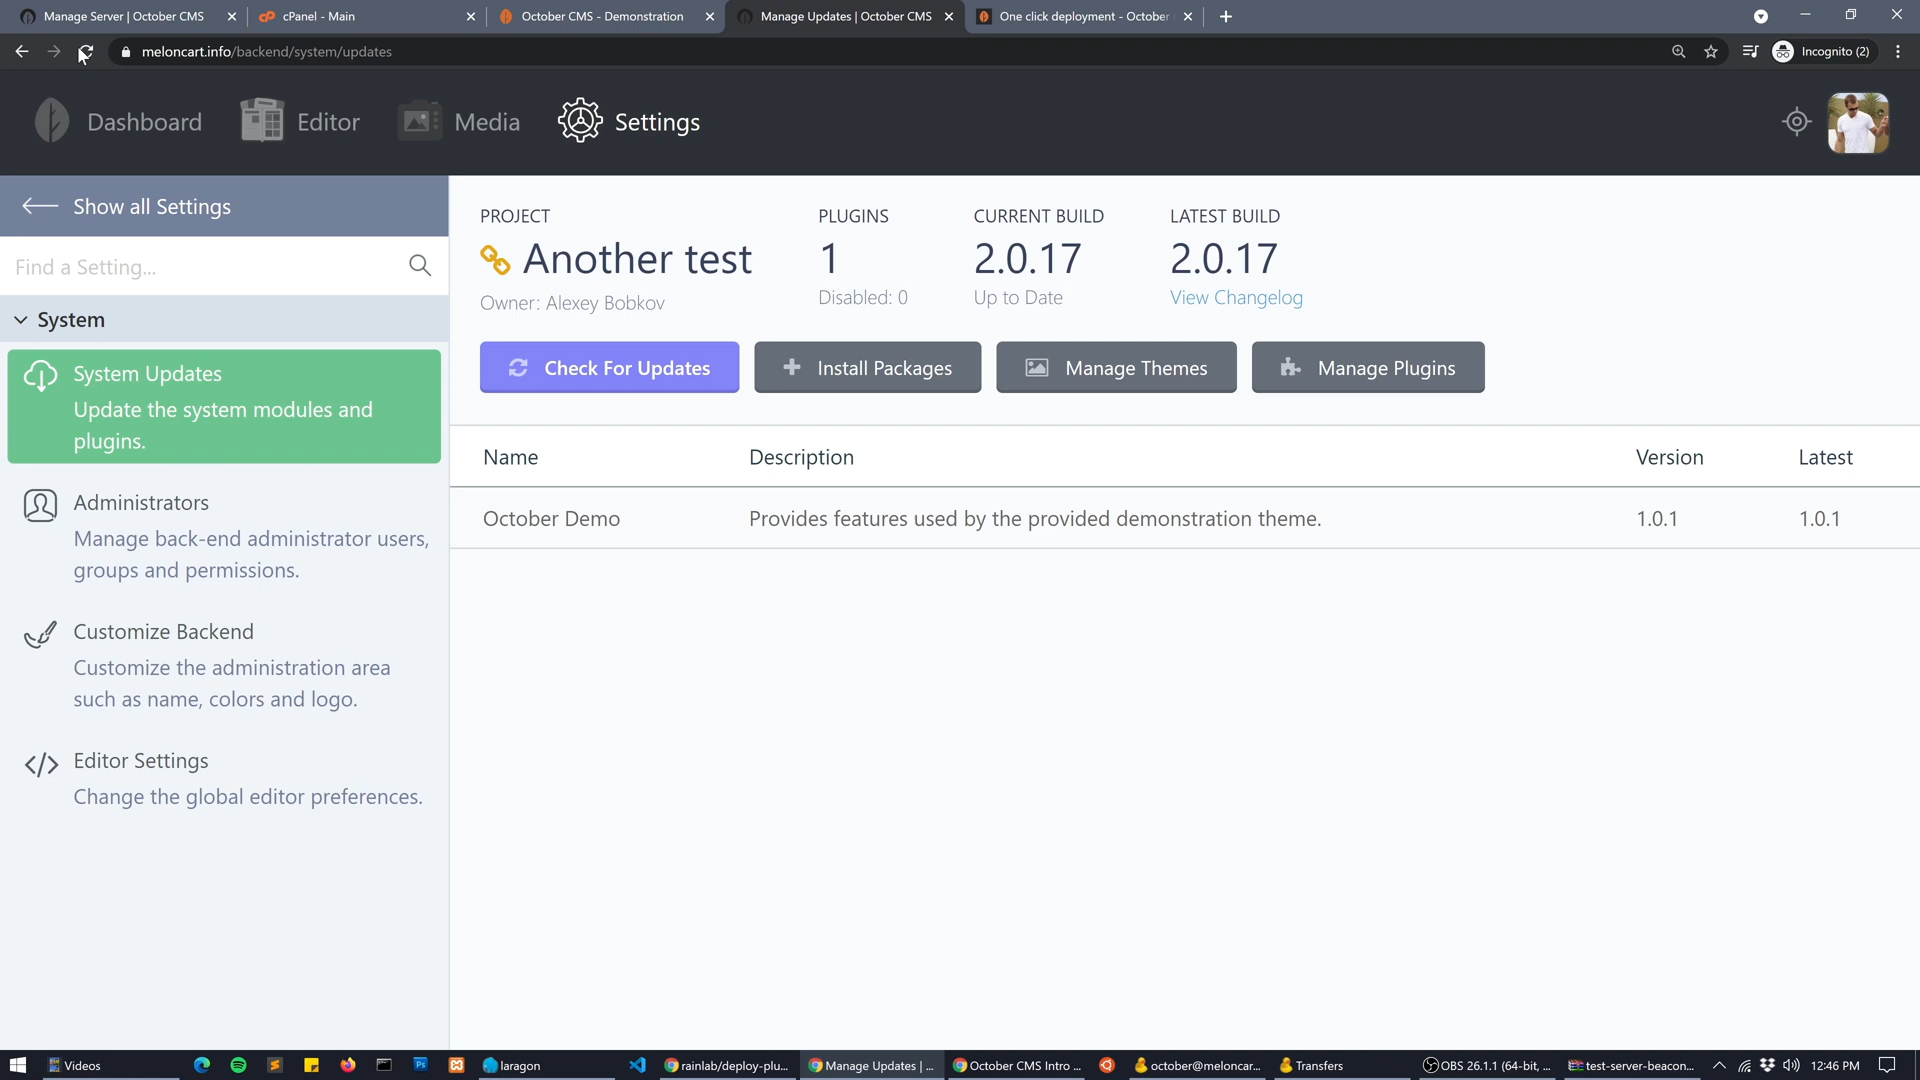 Manage Server | October CMS
cPanel - Main
October CMS - Demonstration
Manage Updates | October CMS
One click deployment - October
meloncart.info/backend/system/updates
Incognito (2)
Dashboard
Editor
Media
Settings
Show all Settings
Find a Setting...
System
System Updates
Update the system modules and
plugins.
Administrators
Manage back-end administrator users,
groups and permissions.
Customize Backend
Customize the administration area
such as name, colors and logo.
Editor Settings
Change the global editor preferences.
PROJECT
Another test
Owner: Alexey Bobkov
PLUGINS
1
Disabled: 0
CURRENT BUILD
2.0.17
Up to Date
LATEST BUILD
2.0.17
View Changelog
Check For Updates
Install Packages
Manage Themes
Manage Plugins
Name Description Version Latest
October Demo Provides features used by the provided demonstration theme. 1.0.1 1.0.1
Videos
Ps
laragon
rainlab/deploy-plu...
Manage Updates | ...
October CMS Intro ...
october@meloncar...
Transfers
OBS 26.1.1 (64-bit, ...
test-server-beacon...
12:46 PM